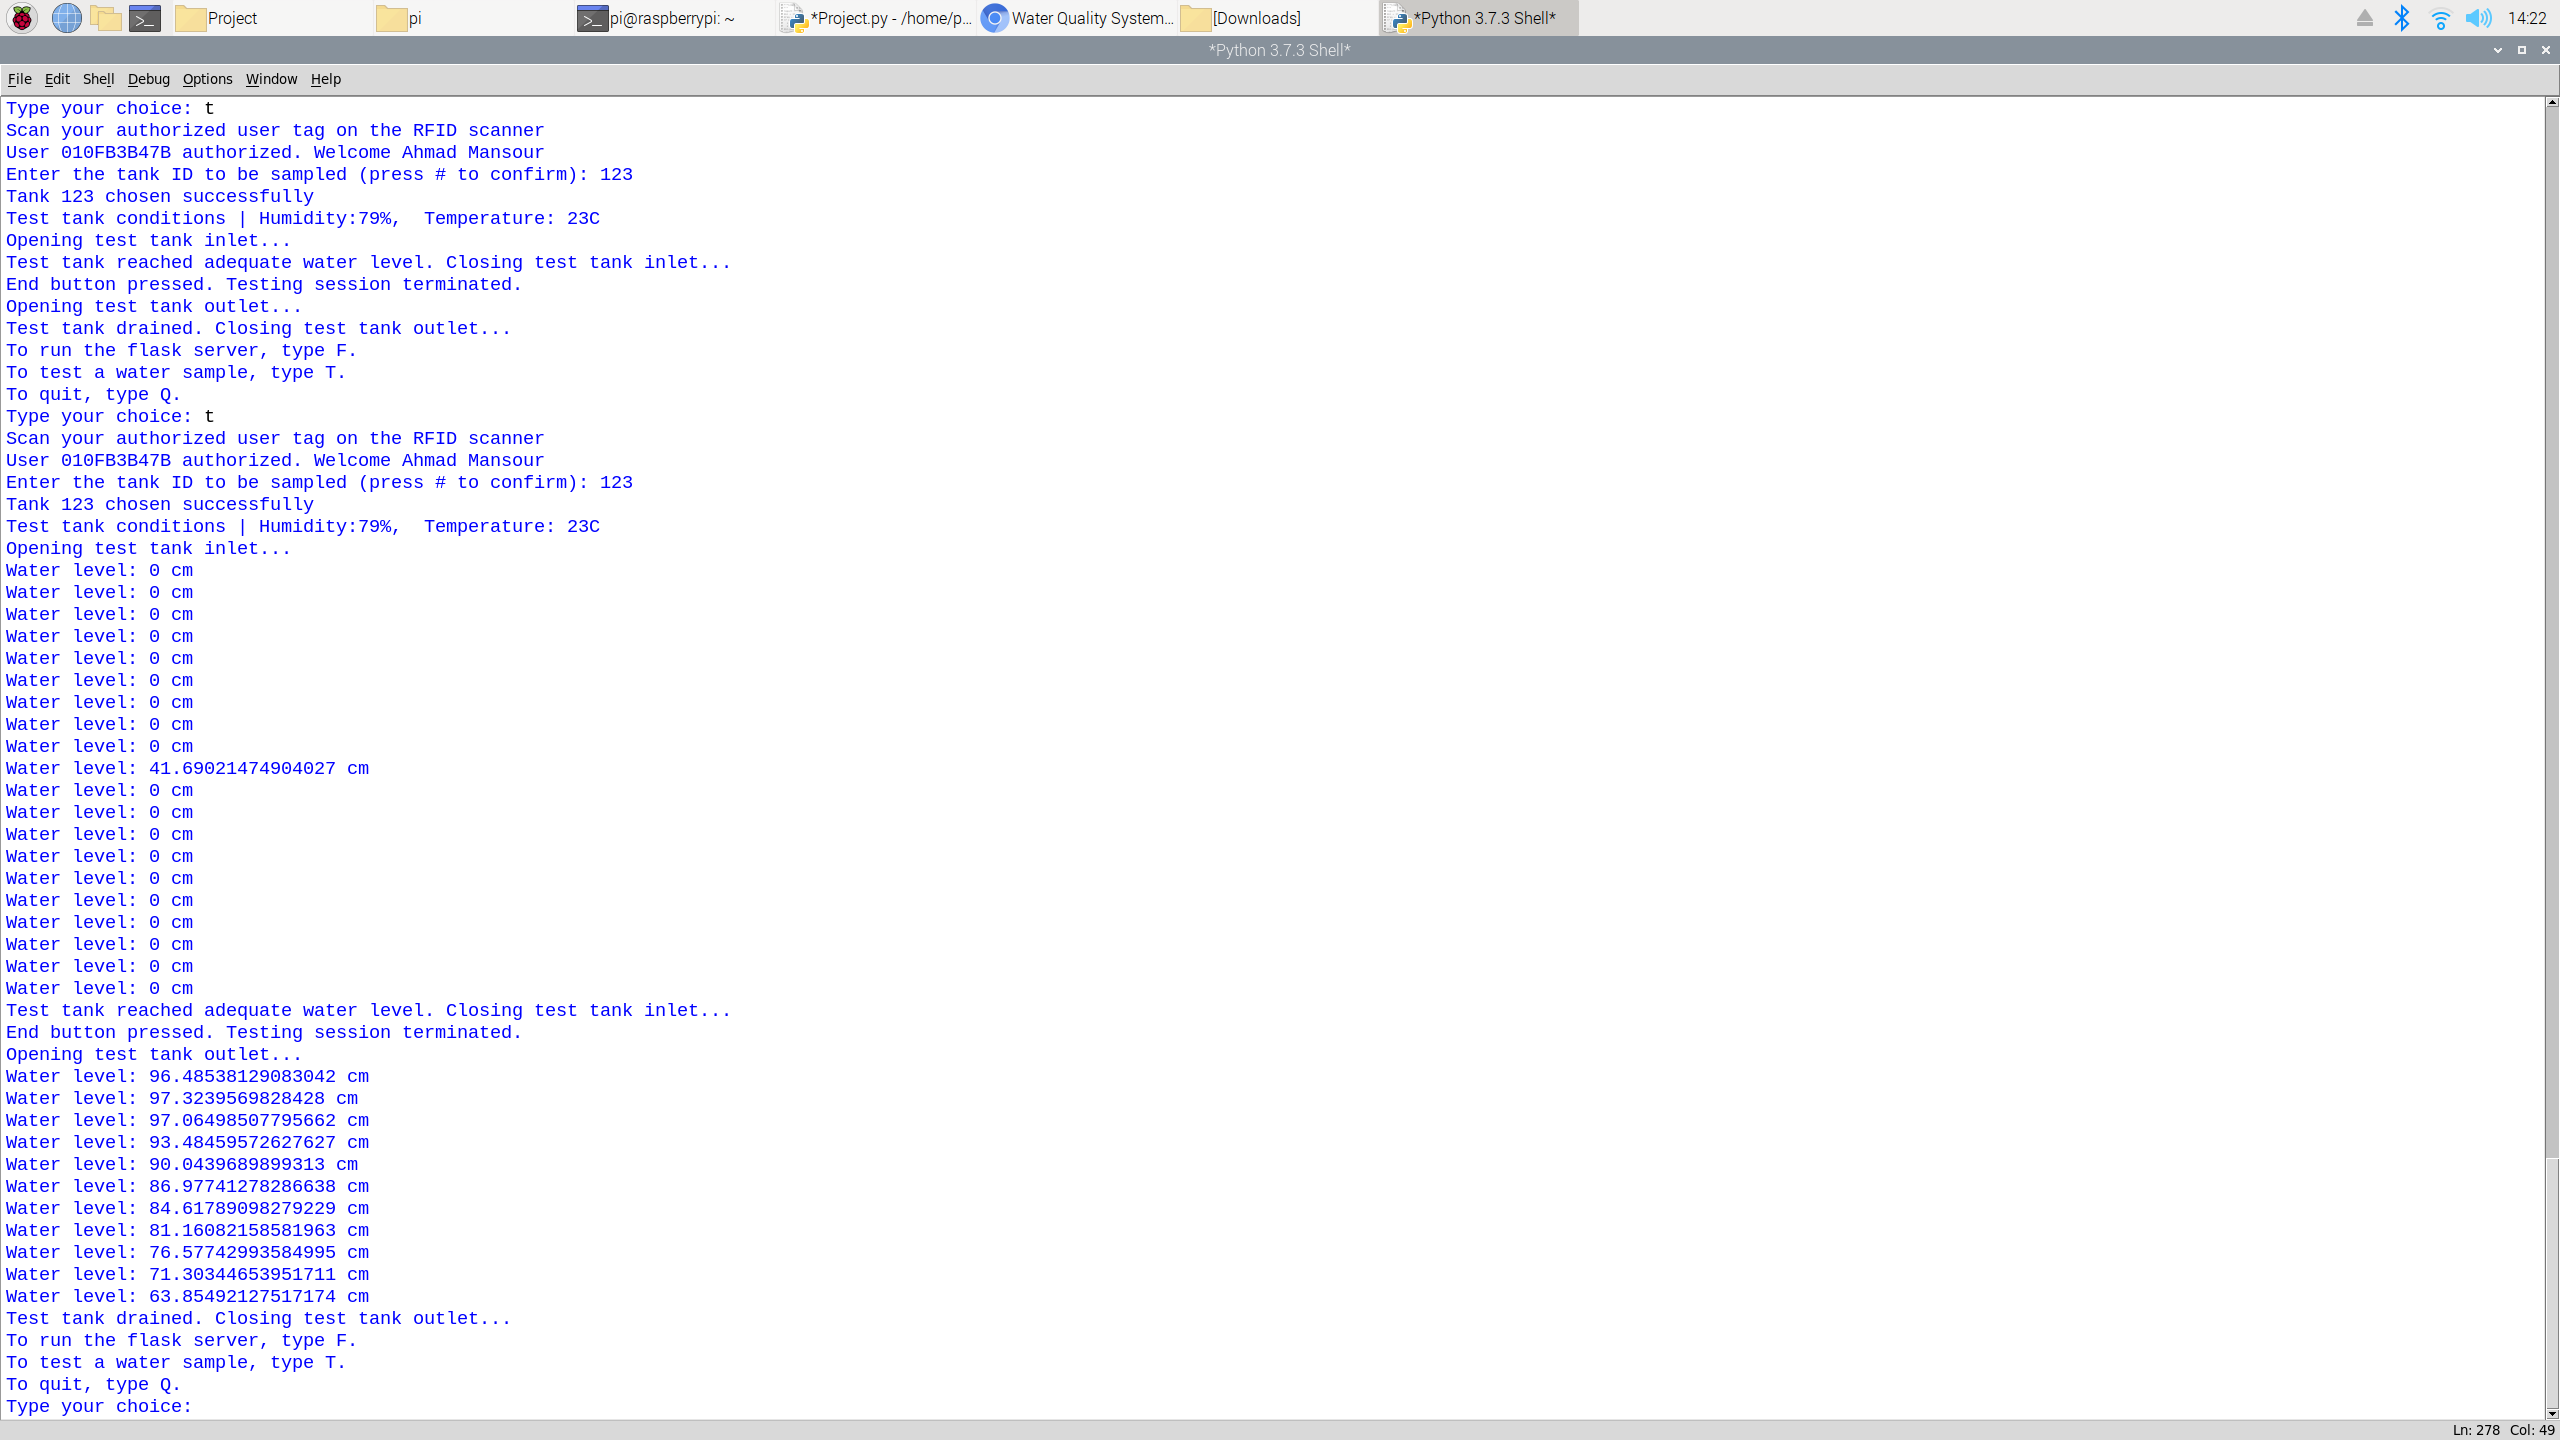 Project
pi
pi@raspberrypi: ~
*Project.py - /home/p...
Water Quality System...
[Downloads]
*Python 3.7.3 Shell*
14:22
*Python 3.7.3 Shell*
File Edit Shell Debug Options Window Help
Type your choice: t
Scan your authorized user tag on the RFID scanner
User 010FB3B47B authorized. Welcome Ahmad Mansour
Enter the tank ID to be sampled (press # to confirm): 123
Tank 123 chosen successfully
Test tank conditions | Humidity:79%,  Temperature: 23C
Opening test tank inlet...
Test tank reached adequate water level. Closing test tank inlet...
End button pressed. Testing session terminated.
Opening test tank outlet...
Test tank drained. Closing test tank outlet...
To run the flask server, type F.
To test a water sample, type T.
To quit, type Q.
Type your choice: t
Scan your authorized user tag on the RFID scanner
User 010FB3B47B authorized. Welcome Ahmad Mansour
Enter the tank ID to be sampled (press # to confirm): 123
Tank 123 chosen successfully
Test tank conditions | Humidity:79%,  Temperature: 23C
Opening test tank inlet...
Water level: 0 cm
Water level: 0 cm
Water level: 0 cm
Water level: 0 cm
Water level: 0 cm
Water level: 0 cm
Water level: 0 cm
Water level: 0 cm
Water level: 0 cm
Water level: 41.69021474904027 cm
Water level: 0 cm
Water level: 0 cm
Water level: 0 cm
Water level: 0 cm
Water level: 0 cm
Water level: 0 cm
Water level: 0 cm
Water level: 0 cm
Water level: 0 cm
Water level: 0 cm
Test tank reached adequate water level. Closing test tank inlet...
End button pressed. Testing session terminated.
Opening test tank outlet...
Water level: 96.48538129083042 cm
Water level: 97.3239569828428 cm
Water level: 97.06498507795662 cm
Water level: 93.48459572627627 cm
Water level: 90.0439689899313 cm
Water level: 86.97741278286638 cm
Water level: 84.61789098279229 cm
Water level: 81.16082158581963 cm
Water level: 76.57742993584995 cm
Water level: 71.30344653951711 cm
Water level: 63.85492127517174 cm
Test tank drained. Closing test tank outlet...
To run the flask server, type F.
To test a water sample, type T.
To quit, type Q.
Type your choice:
Ln: 278 Col: 49